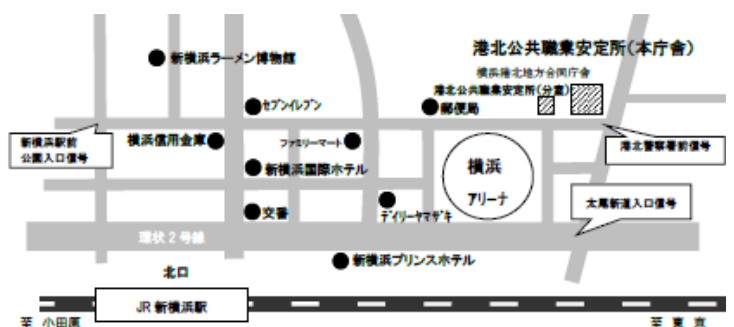 港北公共職業安定所(本庁舎)
新横浜ラーメン博物館
横浜港北地方合同庁舎
港北公共職業安定所(分室)
セブンイレブン
郵便局
新横浜駅前
公園入口信号
横浜信用金庫
ファミリーマート
港北警察署前信号
新横浜国際ホテル
横浜
アリーナ
交番
デイリーヤマザキ
太尾新道入口信号
環状2号線
新横浜プリンスホテル
北口
JR 新横浜駅
至 小田原
至 東京